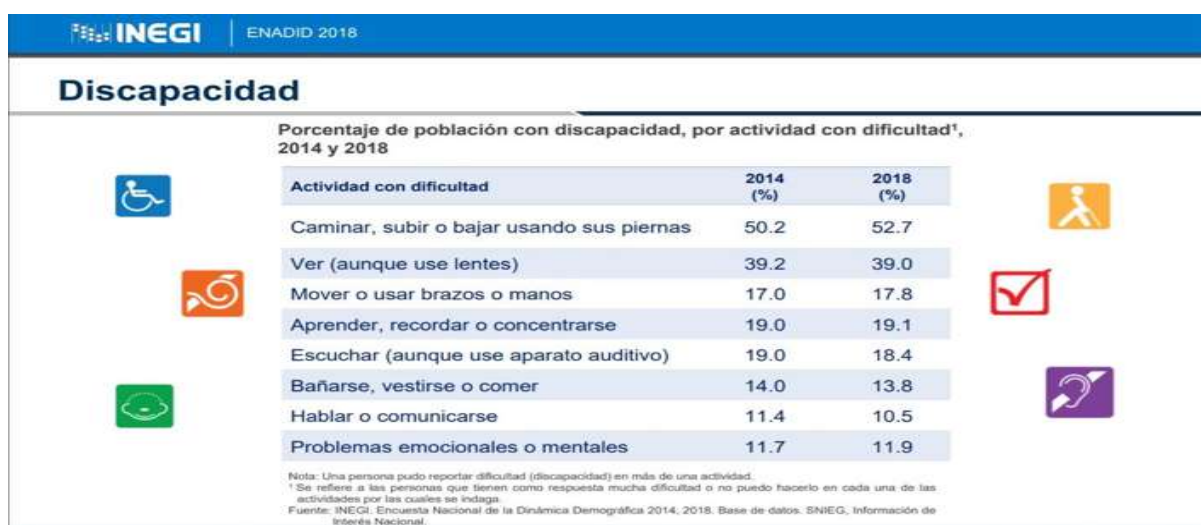 INEGI ENADID 2018
Discapacidad
Porcentaje de población con discapacidad, por actividad con dificultad¹,
2014 y 2018
Actividad con dificultad 2014 (%) 2018 (%)
Caminar, subir o bajar usando sus piernas 50.2 52.7
Ver (aunque use lentes) 39.2 39.0
Mover o usar brazos o manos 17.0 17.8
Aprender, recordar o concentrarse 19.0 19.1
Escuchar (aunque use aparato auditivo) 19.0 18.4
Bañarse, vestirse o comer 14.0 13.8
Hablar o comunicarse 11.4 10.5
Problemas emocionales o mentales 11.7 11.9
Nota: Una persona pudo reportar dificultad (discapacidad) en más de una actividad.
¹ Se refiere a las personas que tienen como respuesta mucha dificultad o no puedo hacerlo en cada una de las
actividades por las cuales se indaga.
Fuente: INEGI. Encuesta Nacional de la Dinámica Demográfica 2014, 2018. Base de datos. SNIEG, Información de
Interés Nacional.